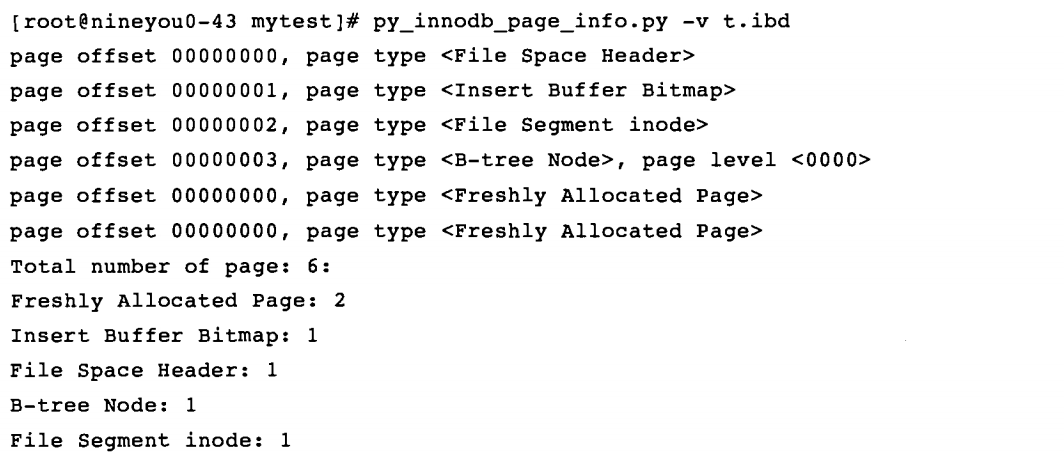 [root@nineyou0-43 mytest]# py_innodb_page_info.py -v t.ibd
page offset 00000000, page type <File Space Header>
page offset 00000001, page type <Insert Buffer Bitmap>
page offset 00000002, page type <File Segment inode>
page offset 00000003, page type <B-tree Node>, page level <0000>
page offset 00000000, page type <Freshly Allocated Page>
page offset 00000000, page type <Freshly Allocated Page>
Total number of page: 6:
Freshly Allocated Page: 2
Insert Buffer Bitmap: 1
File Space Header: 1
B-tree Node: 1
File Segment inode: 1